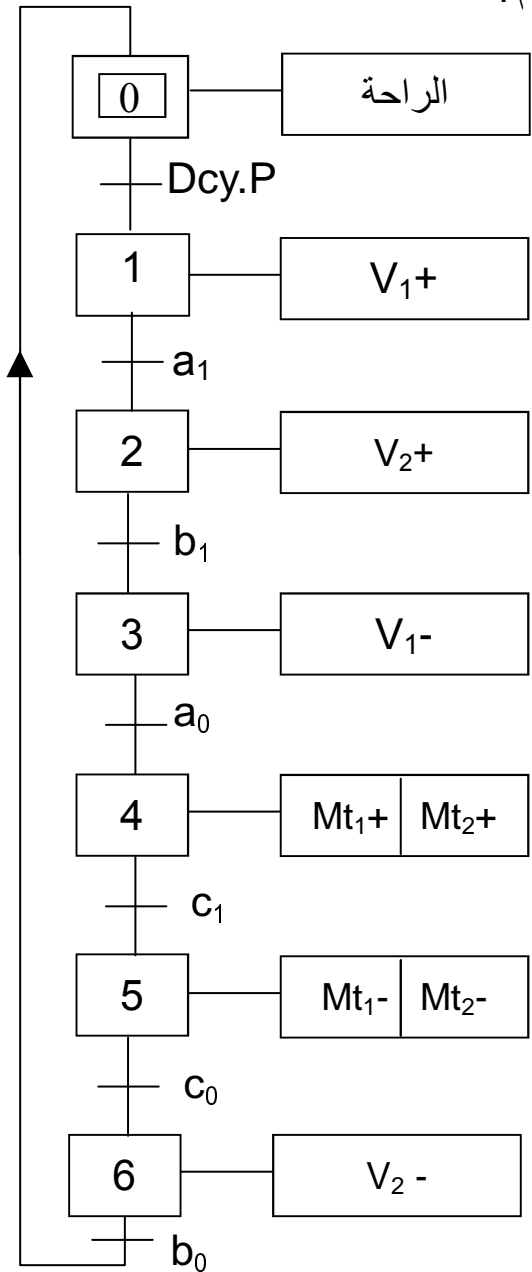 0 الراحة
Dcy.P
1 V₁+
a₁
2 V₂+
b₁
3 V₁-
a₀
4 Mt₁+ Mt₂+
c₁
5 Mt₁- Mt₂-
c₀
6 V₂ -
b₀